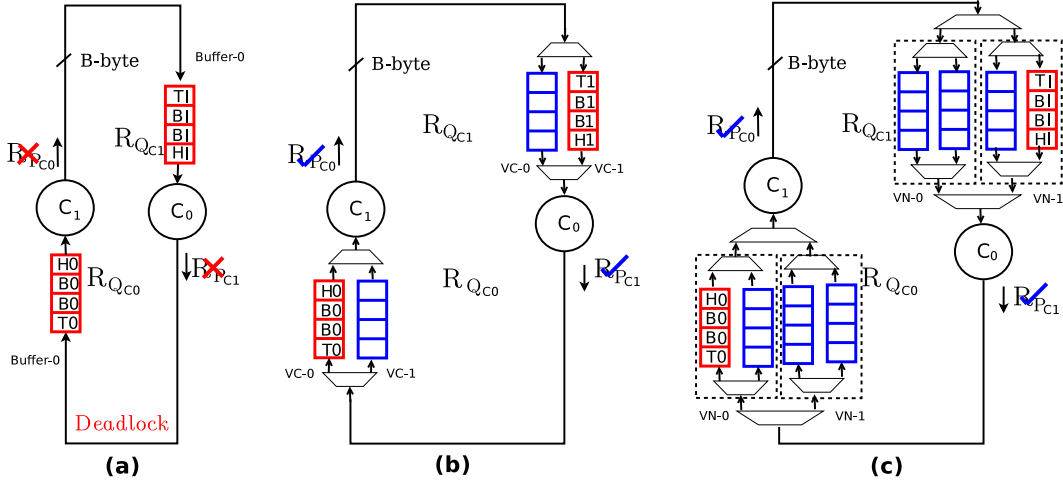 Buffer-0
B-byte
TI
BI
BI
HI
R_QC1
R_PC0
C1
C0
H0
B0
B0
T0
R_QC0
R_PC1
Buffer-0
Deadlock
(a)
B-byte
T1
B1
B1
H1
R_QC1
VC-0
VC-1
R_PC0
C1
C0
R_QC0
R_PC1
H0
B0
B0
T0
VC-0
VC-1
(b)
B-byte
TI
BI
BI
HI
R_QC1
R_PC0
VN-0
VN-1
C1
C0
R_QC0
R_PC1
H0
B0
B0
T0
VN-0
VN-1
(c)